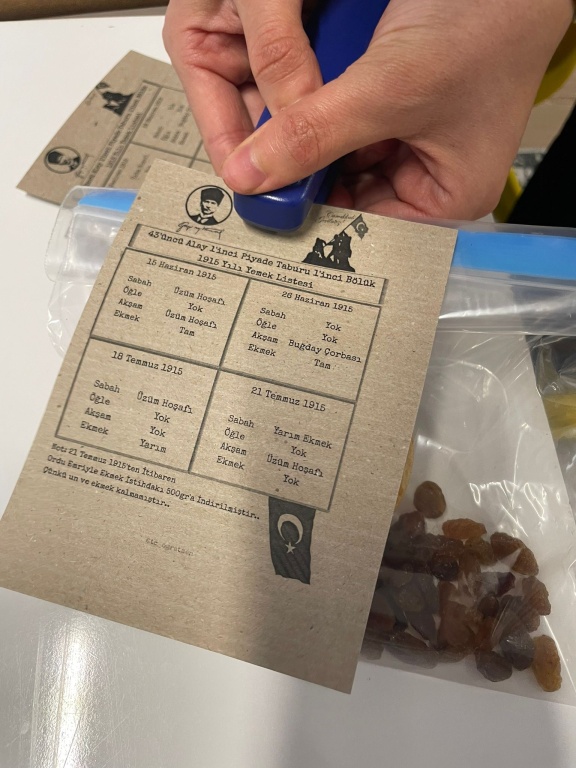 43'üncü Alay 1'inci Piyade Taburu 1'inci Bölük
1915 Yılı Yemek Listesi
15 Haziran 1915
Sabah Üzüm Hoşafı
Öğle Yok
Akşam Üzüm Hoşafı
Ekmek Tam
26 Haziran 1915
Sabah Yok
Öğle Yok
Akşam Bugday Çorbası
Ekmek Tam
18 Temmuz 1915
Sabah Üzüm Hoşafı
Öğle Yok
Akşam Yok
Ekmek Yarım
21 Temmuz 1915
Sabah Yarım Ekmek
Öğle Yok
Akşam Üzüm Hoşafı
Ekmek Yok
Not: 21 Temmuz 1915'ten İtibaren
Ordu Emriyle Ekmek İstihdakı 500gr'a İndirilmiştir..
Çünkü un ve ekmek kalmamıştır..